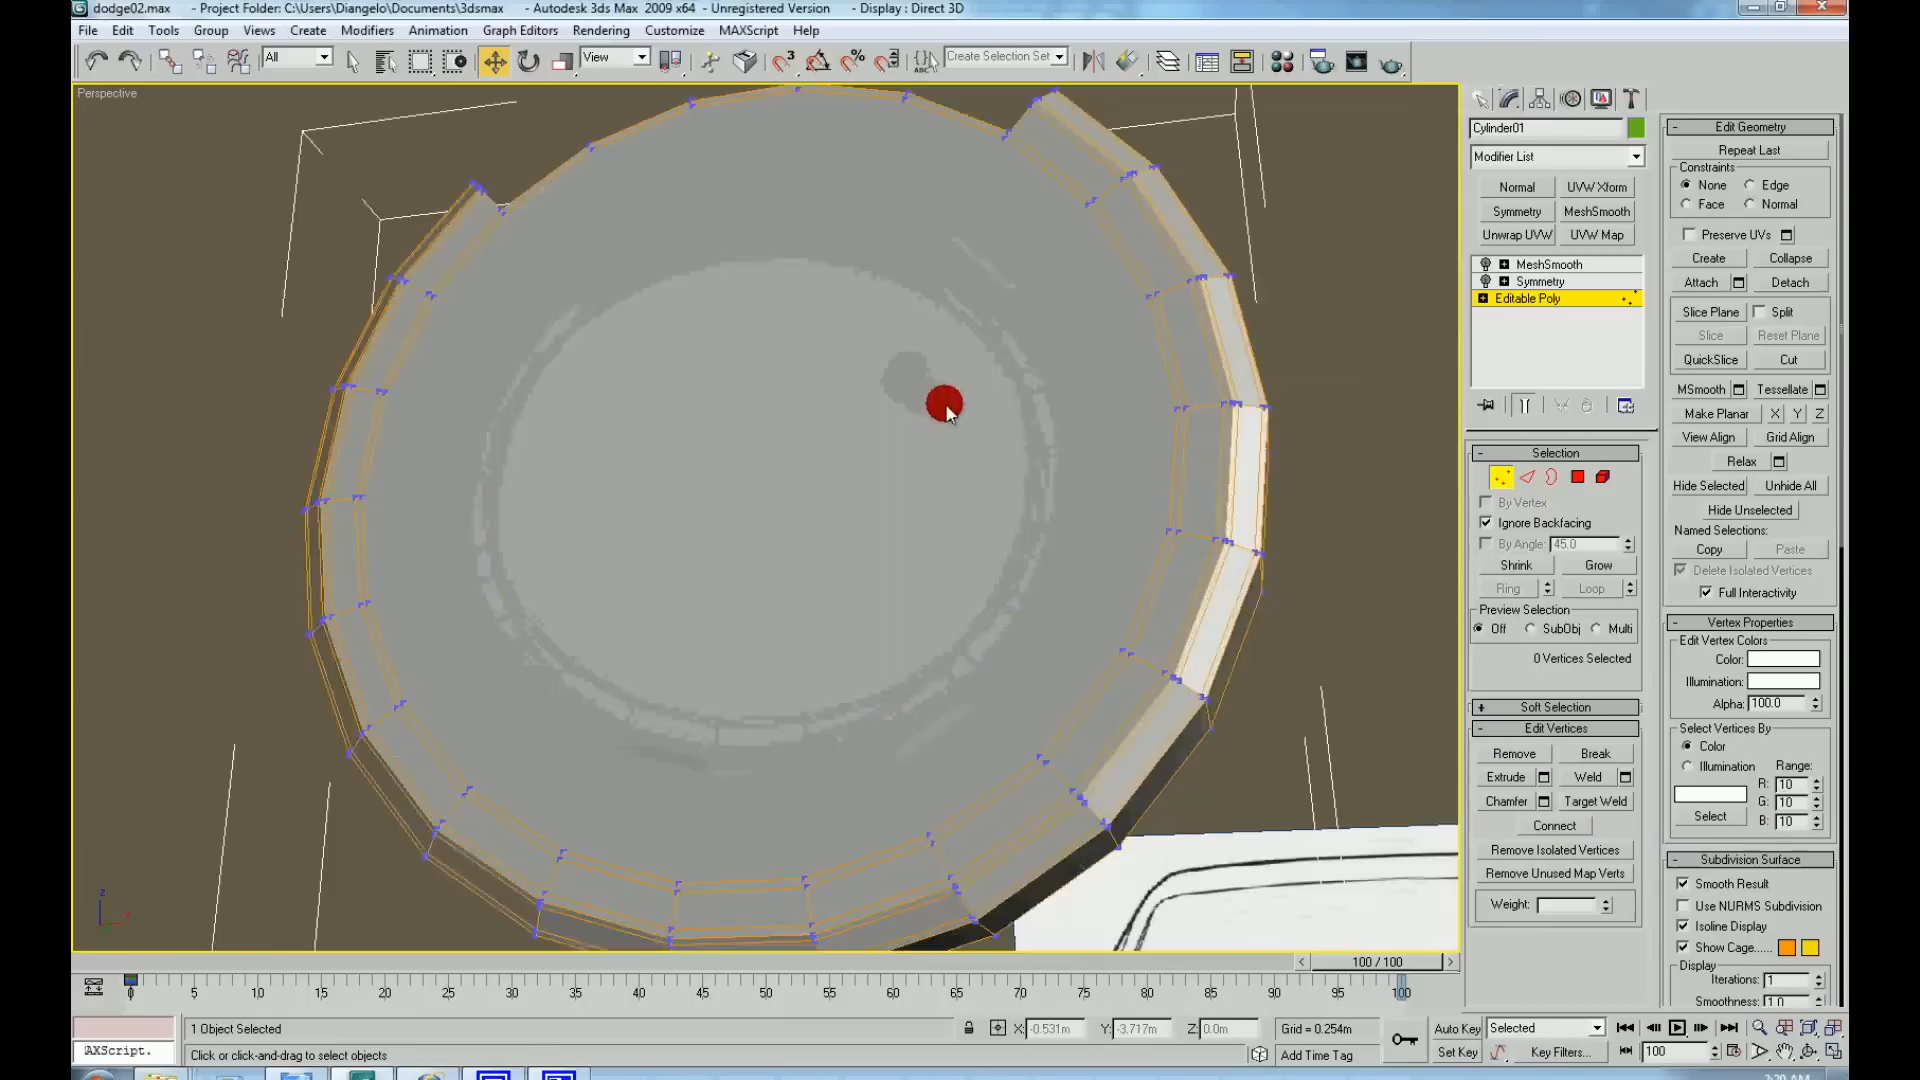 dodge02.max - Project Folder: C:\Users\Diangelo\Documents\3dsmax - Autodesk 3ds Max 2009 x64 - Unregistered Version - Display : Direct 3D
File Edit Tools Group Views Create Modifiers Animation Graph Editors Rendering Customize MAXScript Help
All View Create Selection Set
Perspective
Cylinder01
Modifier List
Normal UVW Xform
Symmetry MeshSmooth
Unwrap UVW UVW Map
MeshSmooth
Symmetry
Editable Poly
- Selection
By Vertex
Ignore Backfacing
By Angle: 45.0
Shrink Grow
Ring Loop
Preview Selection
Off SubObj Multi
0 Vertices Selected
+ Soft Selection
- Edit Vertices
Remove Break
Extrude Weld
Chamfer Target Weld
Connect
Remove Isolated Vertices
Remove Unused Map Verts
Weight:
- Edit Geometry
Repeat Last
Constraints
None Edge
Face Normal
Preserve UVs
Create Collapse
Attach Detach
Slice Plane Split
Slice Reset Plane
QuickSlice Cut
MSmooth Tessellate
Make Planar X Y Z
View Align Grid Align
Relax
Hide Selected Unhide All
Hide Unselected
Named Selections:
Copy Paste
Delete Isolated Vertices
Full Interactivity
- Vertex Properties
Edit Vertex Colors
Color:
Illumination:
Alpha: 100.0
Select Vertices By
Color
Illumination Range:
R: 10
G: 10
B: 10
Select
- Subdivision Surface
Smooth Result
Use NURMS Subdivision
Isoline Display
Show Cage......
Display
Iterations: 1
Smoothness: 1.0
z
x
< 100 / 100 >
0 5 10 15 20 25 30 35 40 45 50 55 60 65 70 75 80 85 90 95 100
1 Object Selected X: -0.531m Y: -3.717m Z: 0.0m Grid = 0.254m Auto Key Selected
AXScript. Click or click-and-drag to select objects Add Time Tag Set Key Key Filters... 100